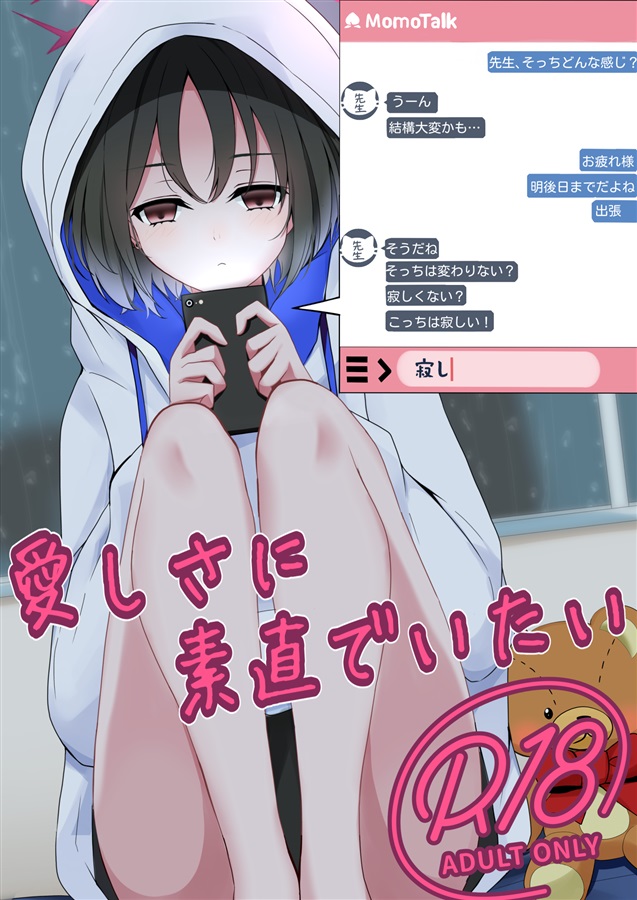 MomoTalk
先生、そっちどんな感じ?
先生
うーん
結構大変かも…
お疲れ様
明後日までだよね
出張
先生
そうだね
そっちは変わりない?
寂しくない?
こっちは寂しい!
寂し
愛しさに
素直でいたい
R18
ADULT ONLY